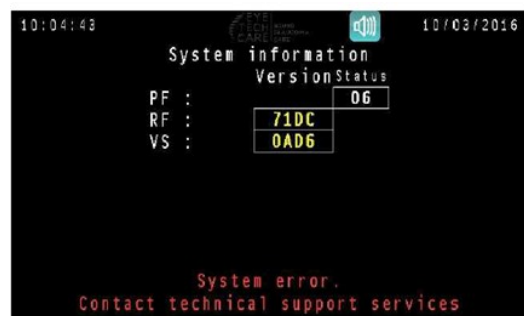 10:04:43
EYE
TECH
CARE
10/03/2016
System information
Version Status
PF : 06
RF : 71DC
VS : 0AD6
System error.
Contact technical support services